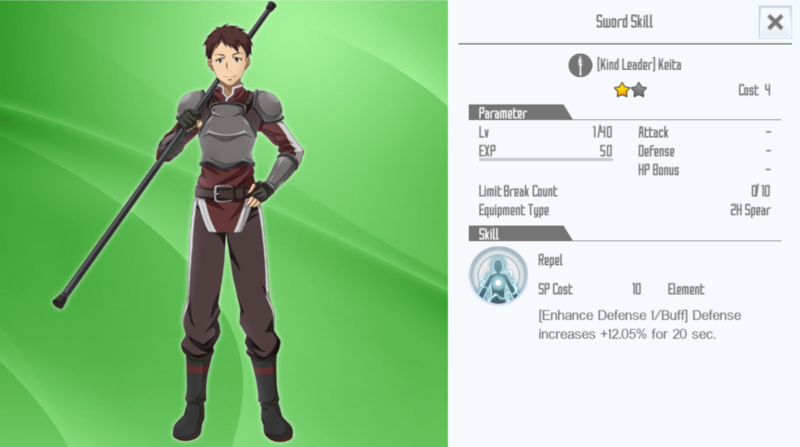 Sword Skill
[Kind Leader] Keita
Cost 4
Parameter
Lv 1/40 Attack -
EXP 50 Defense -
HP Bonus -
Limit Break Count 0/10
Equipment Type 2H Spear
Skill
Repel
SP Cost 10 Element
[Enhance Defense 1/Buff] Defense
increases +12.05% for 20 sec.